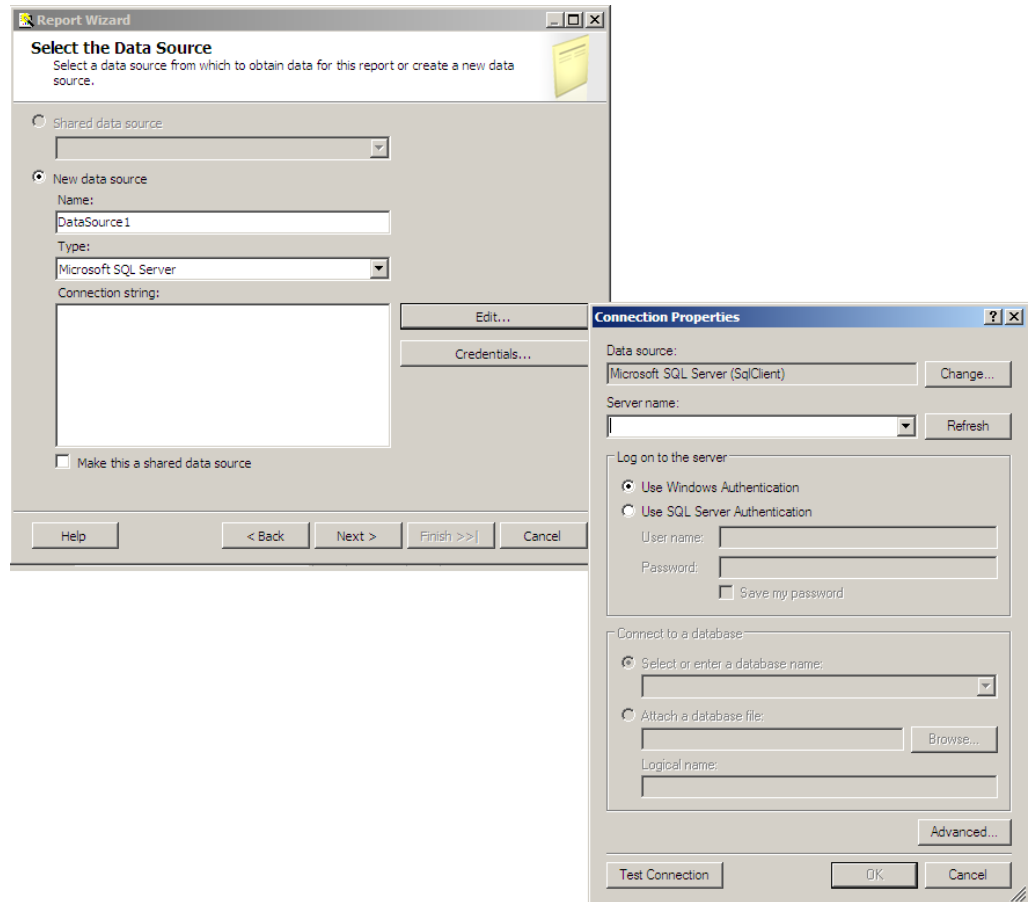 Report Wizard
Select the Data Source
Select a data source from which to obtain data for this report or create a new data
source.
Shared data source
New data source
Name:
DataSource1
Type:
Microsoft SQL Server
Connection string:
Edit...
Credentials...
Make this a shared data source
Help
< Back
Next >
Finish >>|
Cancel
Connection Properties
Data source:
Microsoft SQL Server (SqlClient)
Change...
Server name:
Refresh
Log on to the server
Use Windows Authentication
Use SQL Server Authentication
User name:
Password:
Save my password
Connect to a database
Select or enter a database name:
Attach a database file:
Browse...
Logical name:
Advanced...
Test Connection
OK
Cancel